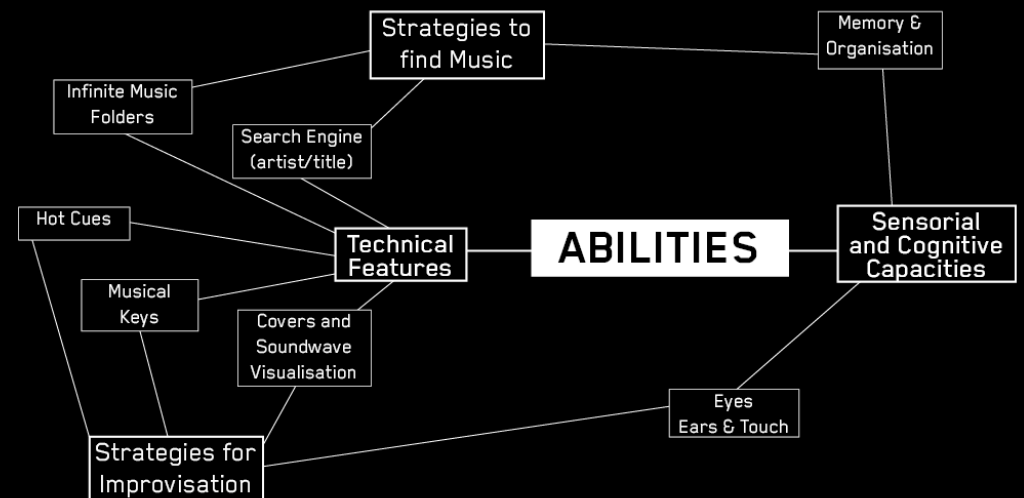 Strategies to
find Music
Memory &
Organisation
Infinite Music
Folders
Search Engine
(artist/title)
Hot Cues
Technical
Features
ABILITIES
Sensorial
and Cognitive
Capacities
Musical
Keys
Covers and
Soundwave
Visualisation
Eyes
Ears & Touch
Strategies for
Improvisation